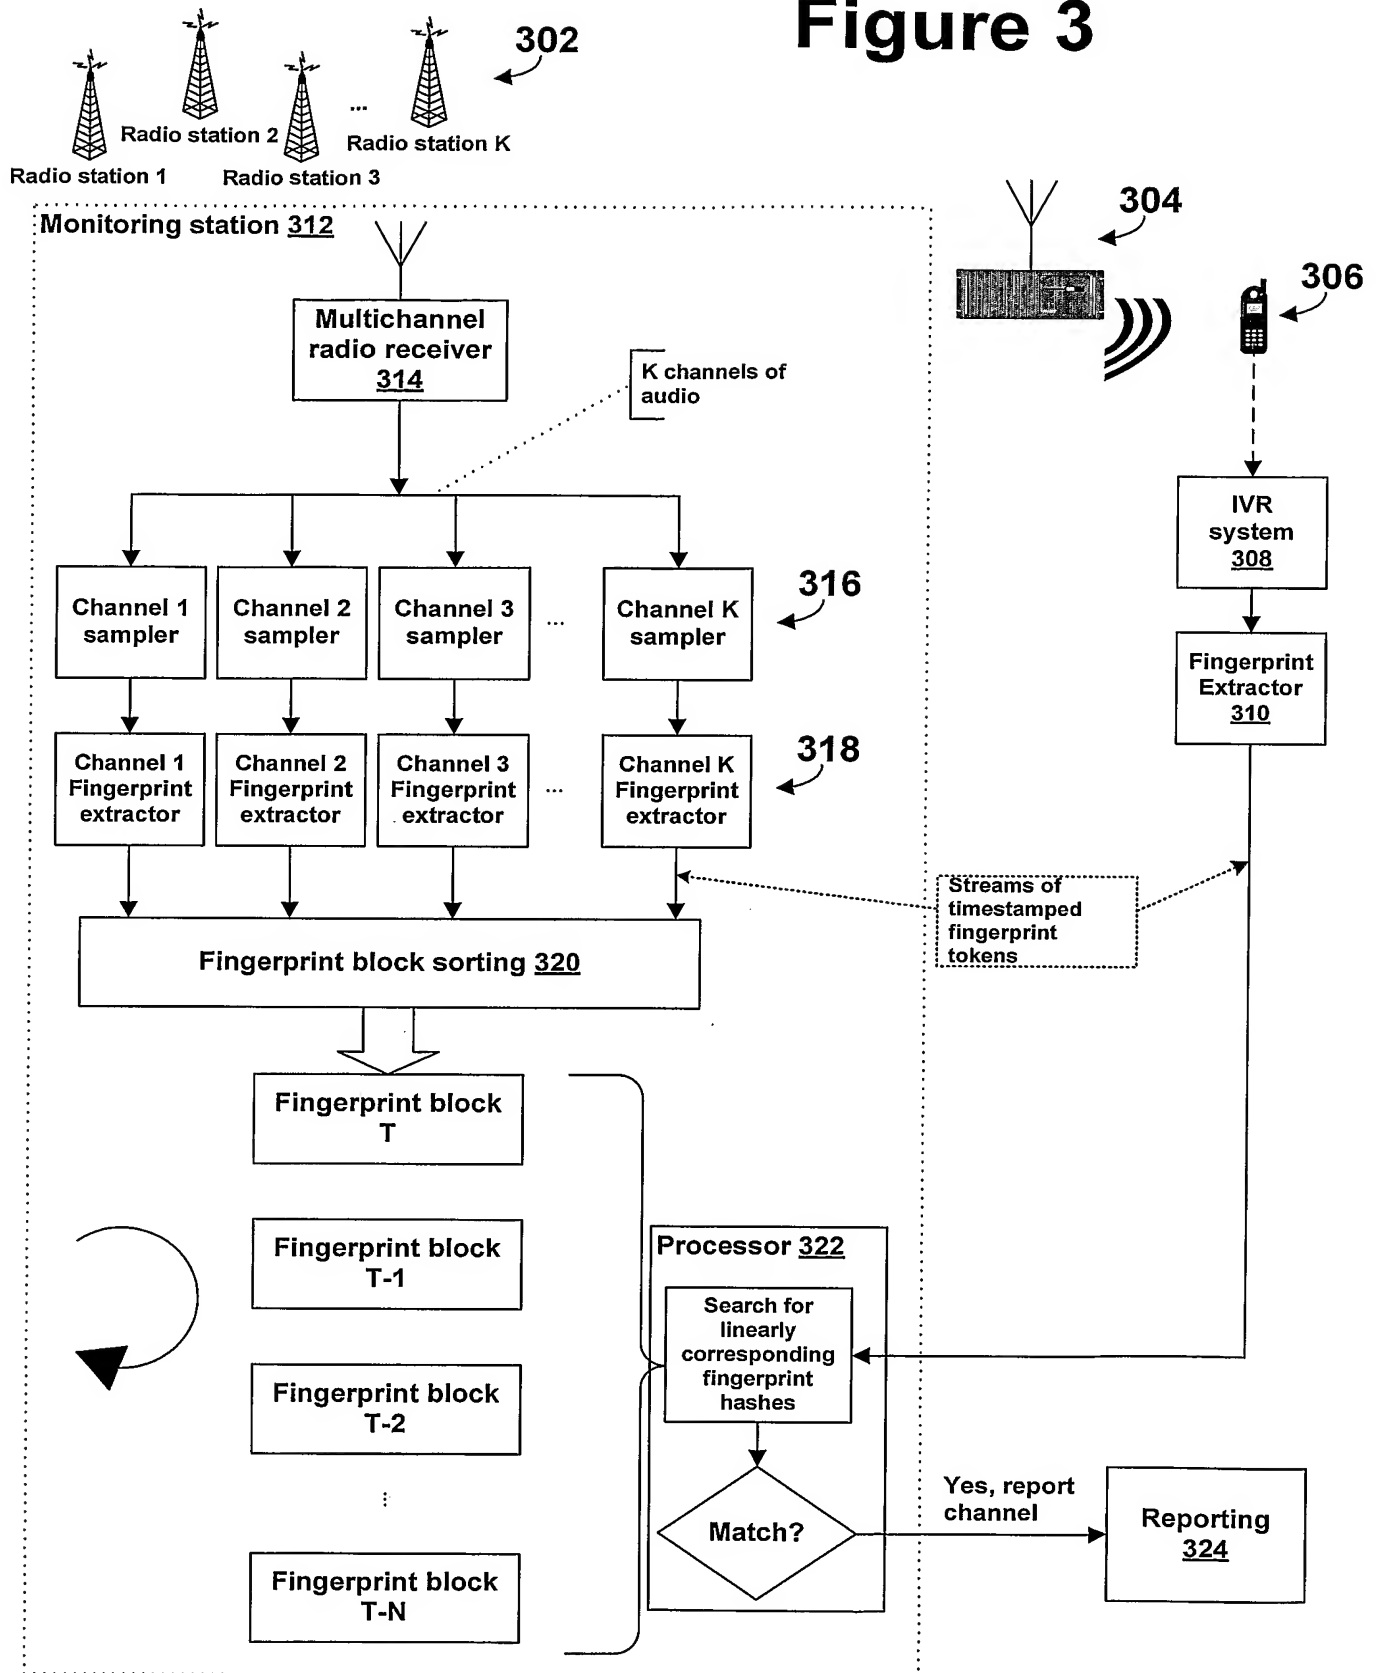 Figure 3
302
Radio station 2
Radio station K
Radio station 1
Radio station 3
...
304
306
Monitoring station 312
Multichannel
radio receiver
314
K channels of
audio
IVR
system
308
Channel 1
sampler
Channel 2
sampler
Channel 3
sampler
...
Channel K
sampler
316
Fingerprint
Extractor
310
Channel 1
Fingerprint
extractor
Channel 2
Fingerprint
extractor
Channel 3
Fingerprint
extractor
...
Channel K
Fingerprint
extractor
318
Streams of
timestamped
fingerprint
tokens
Fingerprint block sorting 320
Fingerprint block
T
Fingerprint block
T-1
Fingerprint block
T-2
...
Fingerprint block
T-N
Processor 322
Search for
linearly
corresponding
fingerprint
hashes
Match?
Yes, report
channel
Reporting
324